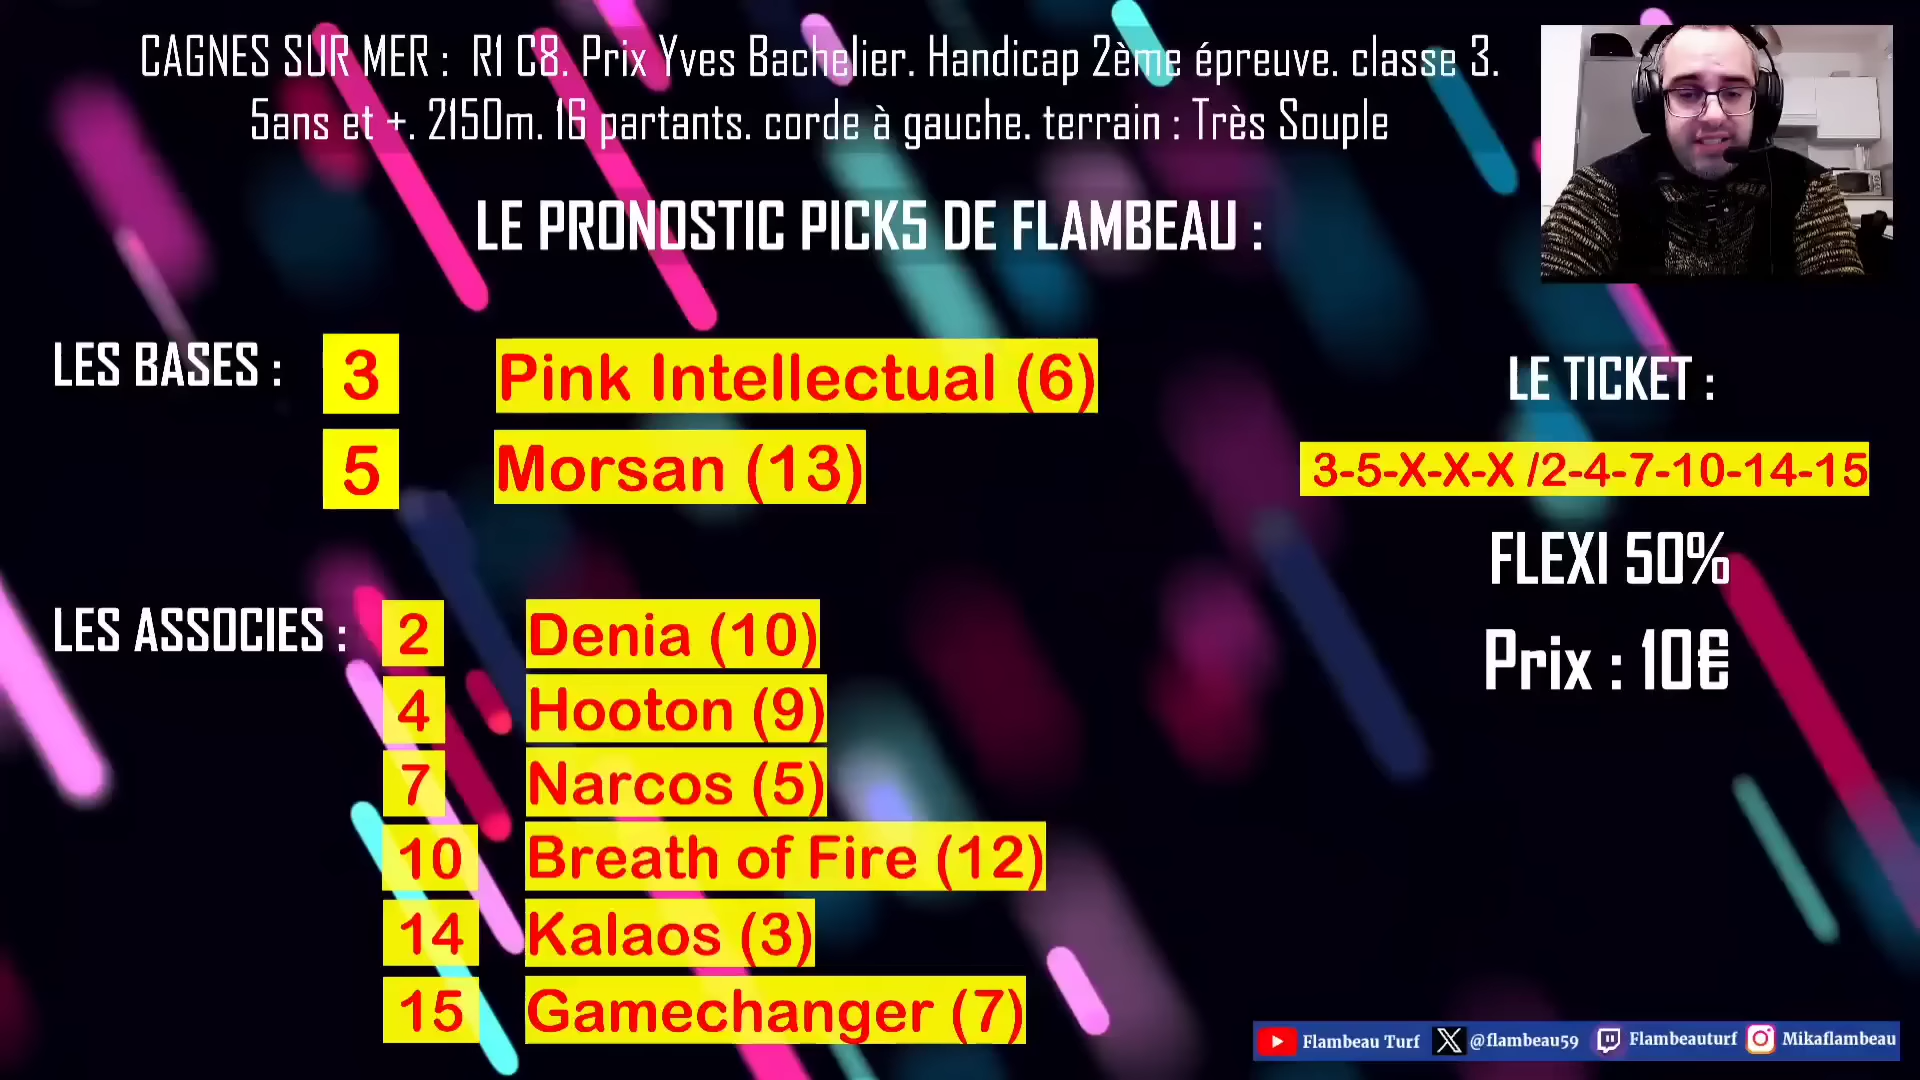 CAGNES SUR MER : R1 C8. Prix Yves Bachelier. Handicap 2ème épreuve. classe 3.
5ans et +. 2150m. 16 partants. corde à gauche. terrain : Très Souple
LE PRONOSTIC PICK5 DE FLAMBEAU :
LES BASES :
3 Pink Intellectual (6)
5 Morsan (13)
LES ASSOCIES :
2 Denia (10)
4 Hooton (9)
7 Narcos (5)
10 Breath of Fire (12)
14 Kalaos (3)
15 Gamechanger (7)
LE TICKET :
3-5-X-X-X /2-4-7-10-14-15
FLEXI 50%
Prix : 10€
Flambeau Turf @flambeau59 Flambeauturf Mikaflambeau